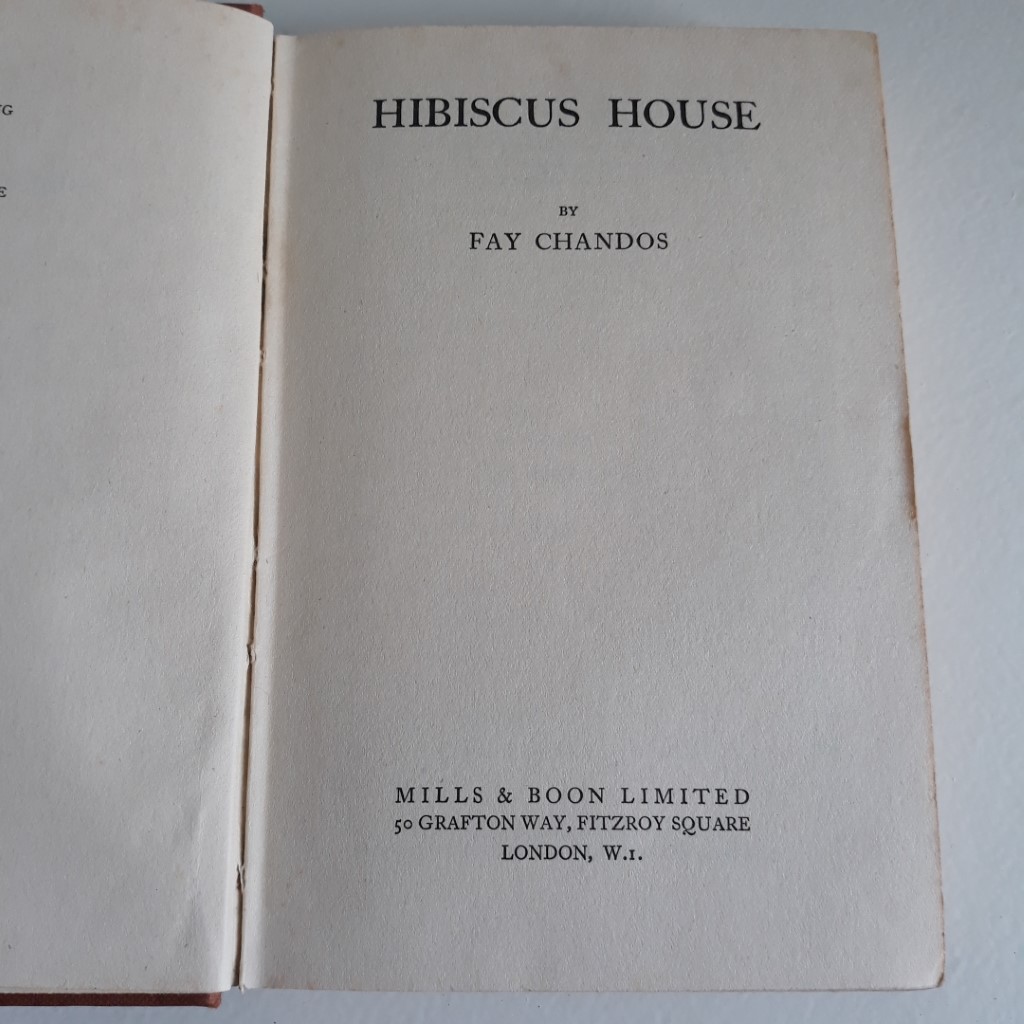 HIBISCUS HOUSE
BY
FAY CHANDOS
MILLS & BOON LIMITED
50 GRAFTON WAY, FITZROY SQUARE
LONDON, W.1.